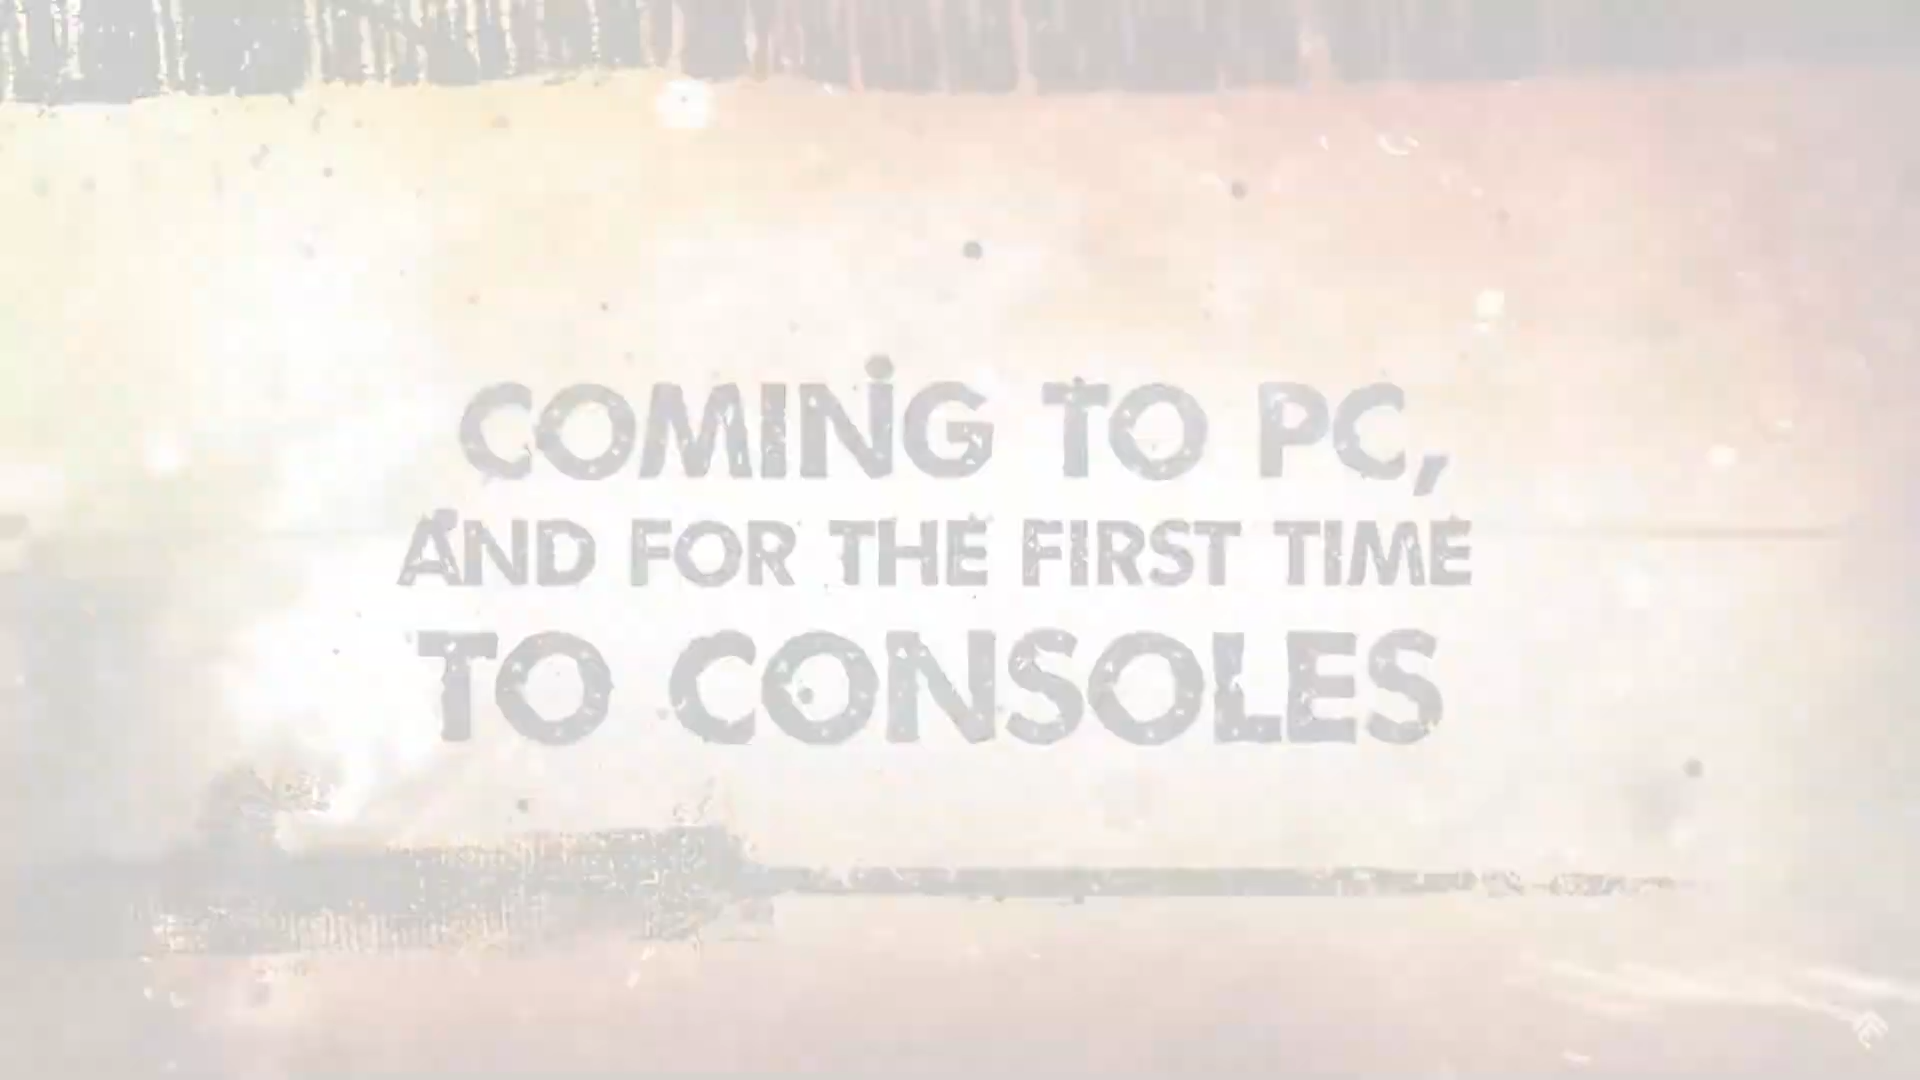 COMING TO PC,
AND FOR THE FIRST TIME
TO CONSOLES